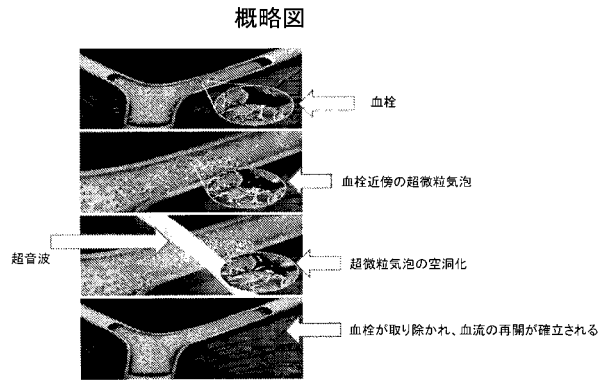 概略図
血栓
血栓近傍の超微粒気泡
超音波
超微粒気泡の空洞化
血栓が取り除かれ、血流の再開が確立される